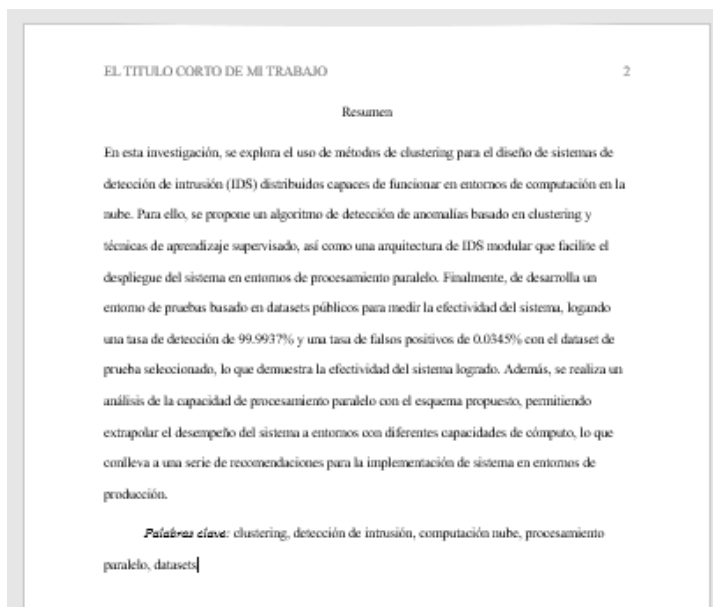 EL TITULO CORTO DE MI TRABAJO 2
Resumen
En esta investigación, se explora el uso de métodos de clustering para el diseño de sistemas de
detección de intrusión (IDS) distribuidos capaces de funcionar en entornos de computación en la
nube. Para ello, se propone un algoritmo de detección de anomalías basado en clustering y
técnicas de aprendizaje supervisado, así como una arquitectura de IDS modular que facilite el
despliegue del sistema en entornos de procesamiento paralelo. Finalmente, de desarrolla un
entorno de pruebas basado en datasets públicos para medir la efectividad del sistema, logando
una tasa de detección de 99.9937% y una tasa de falsos positivos de 0.0345% con el dataset de
prueba seleccionado, lo que demuestra la efectividad del sistema logrado. Además, se realiza un
análisis de la capacidad de procesamiento paralelo con el esquema propuesto, permitiendo
extrapolar el desempeño del sistema a entornos con diferentes capacidades de cómputo, lo que
conlleva a una serie de recomendaciones para la implementación de sistema en entornos de
producción.
Palabras clave: clustering, detección de intrusión, computación nube, procesamiento
paralelo, datasets